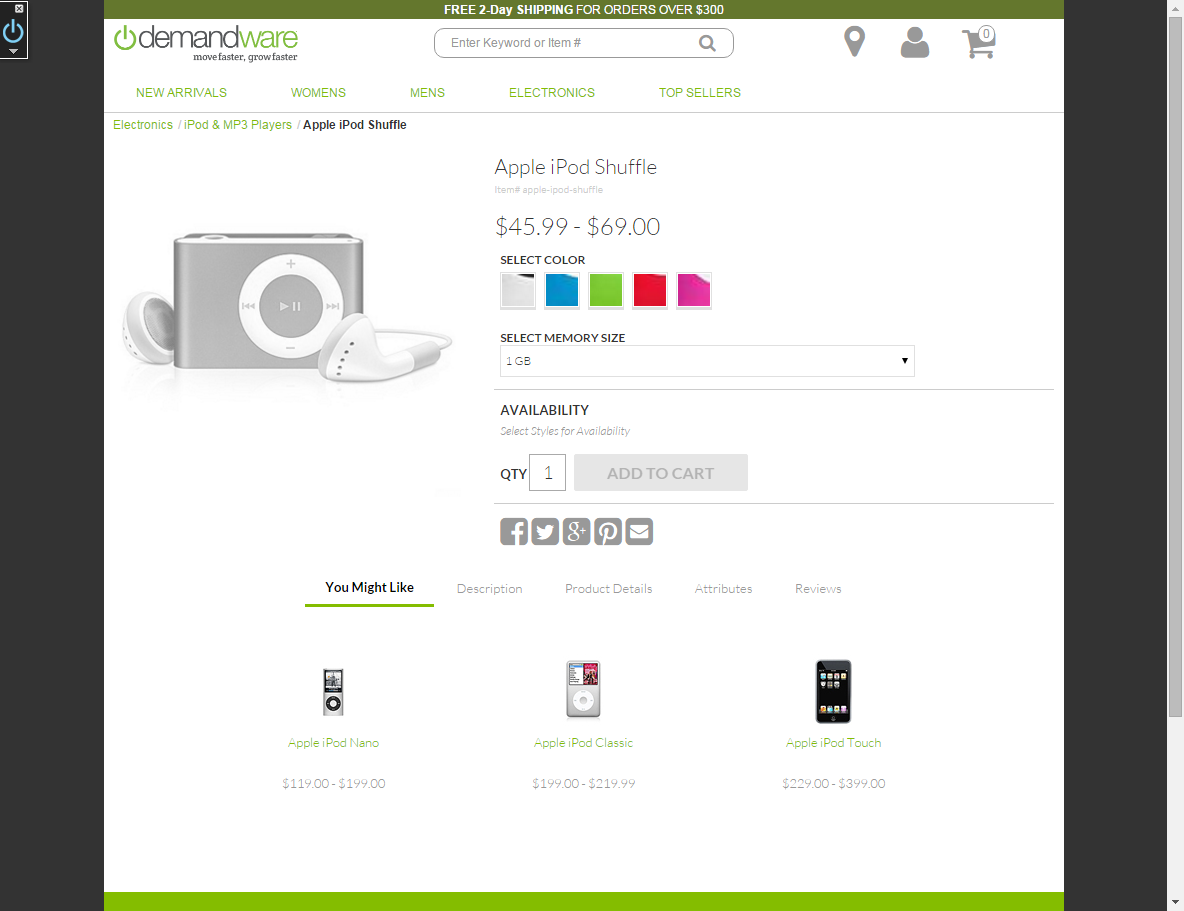 FREE 2-Day SHIPPING FOR ORDERS OVER $300
demandware
move faster, grow faster
Enter Keyword or Item #
0
NEW ARRIVALS WOMENS MENS ELECTRONICS TOP SELLERS
Electronics / iPod & MP3 Players / Apple iPod Shuffle
Apple iPod Shuffle
Item# apple-ipod-shuffle
$45.99 - $69.00
SELECT COLOR
SELECT MEMORY SIZE
1 GB
AVAILABILITY
Select Styles for Availability
QTY 1 ADD TO CART
You Might Like Description Product Details Attributes Reviews
Apple iPod Nano Apple iPod Classic Apple iPod Touch
$119.00 - $199.00 $199.00 - $219.99 $229.00 - $399.00